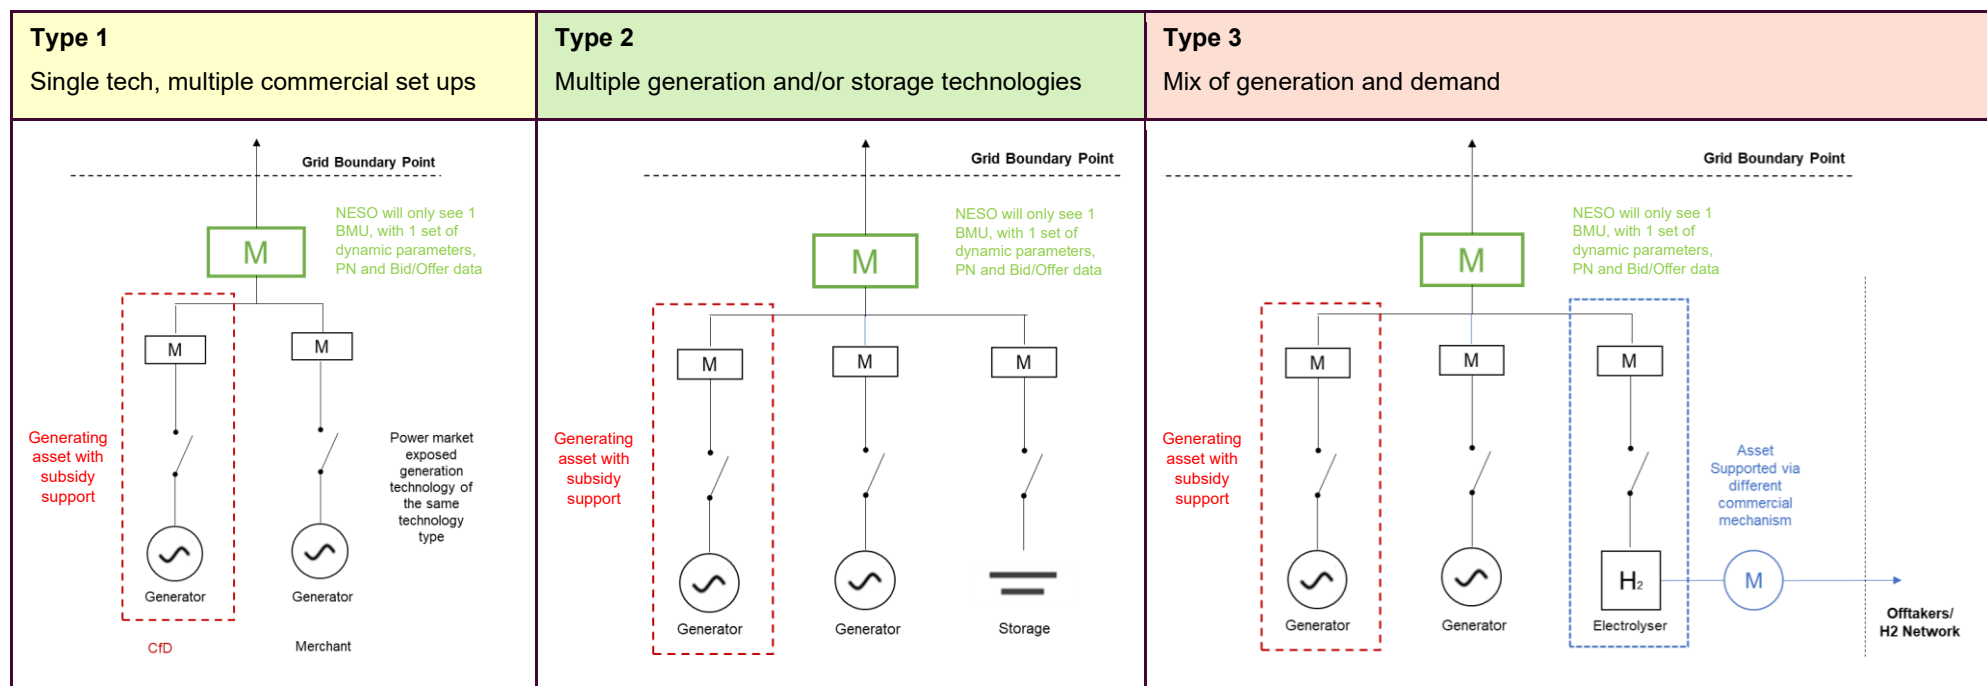 Type 1
Single tech, multiple commercial set ups
Grid Boundary Point
NESO will only see 1
BMU, with 1 set of
dynamic parameters,
PN and Bid/Offer data
M
M
M
Generating
asset with
subsidy
support
Power market
exposed
generation
technology of
the same
technology
type
Generator
Generator
CfD
Merchant
Type 2
Multiple generation and/or storage technologies
Grid Boundary Point
NESO will only see 1
BMU, with 1 set of
dynamic parameters,
PN and Bid/Offer data
M
M
M
M
Generating
asset with
subsidy
support
Generator
Generator
Storage
Type 3
Mix of generation and demand
Grid Boundary Point
NESO will only see 1
BMU, with 1 set of
dynamic parameters,
PN and Bid/Offer data
M
M
M
M
Generating
asset with
subsidy
support
Asset
Supported via
different
commercial
mechanism
H2
M
Generator
Generator
Electrolyser
Offtakers/
H2 Network